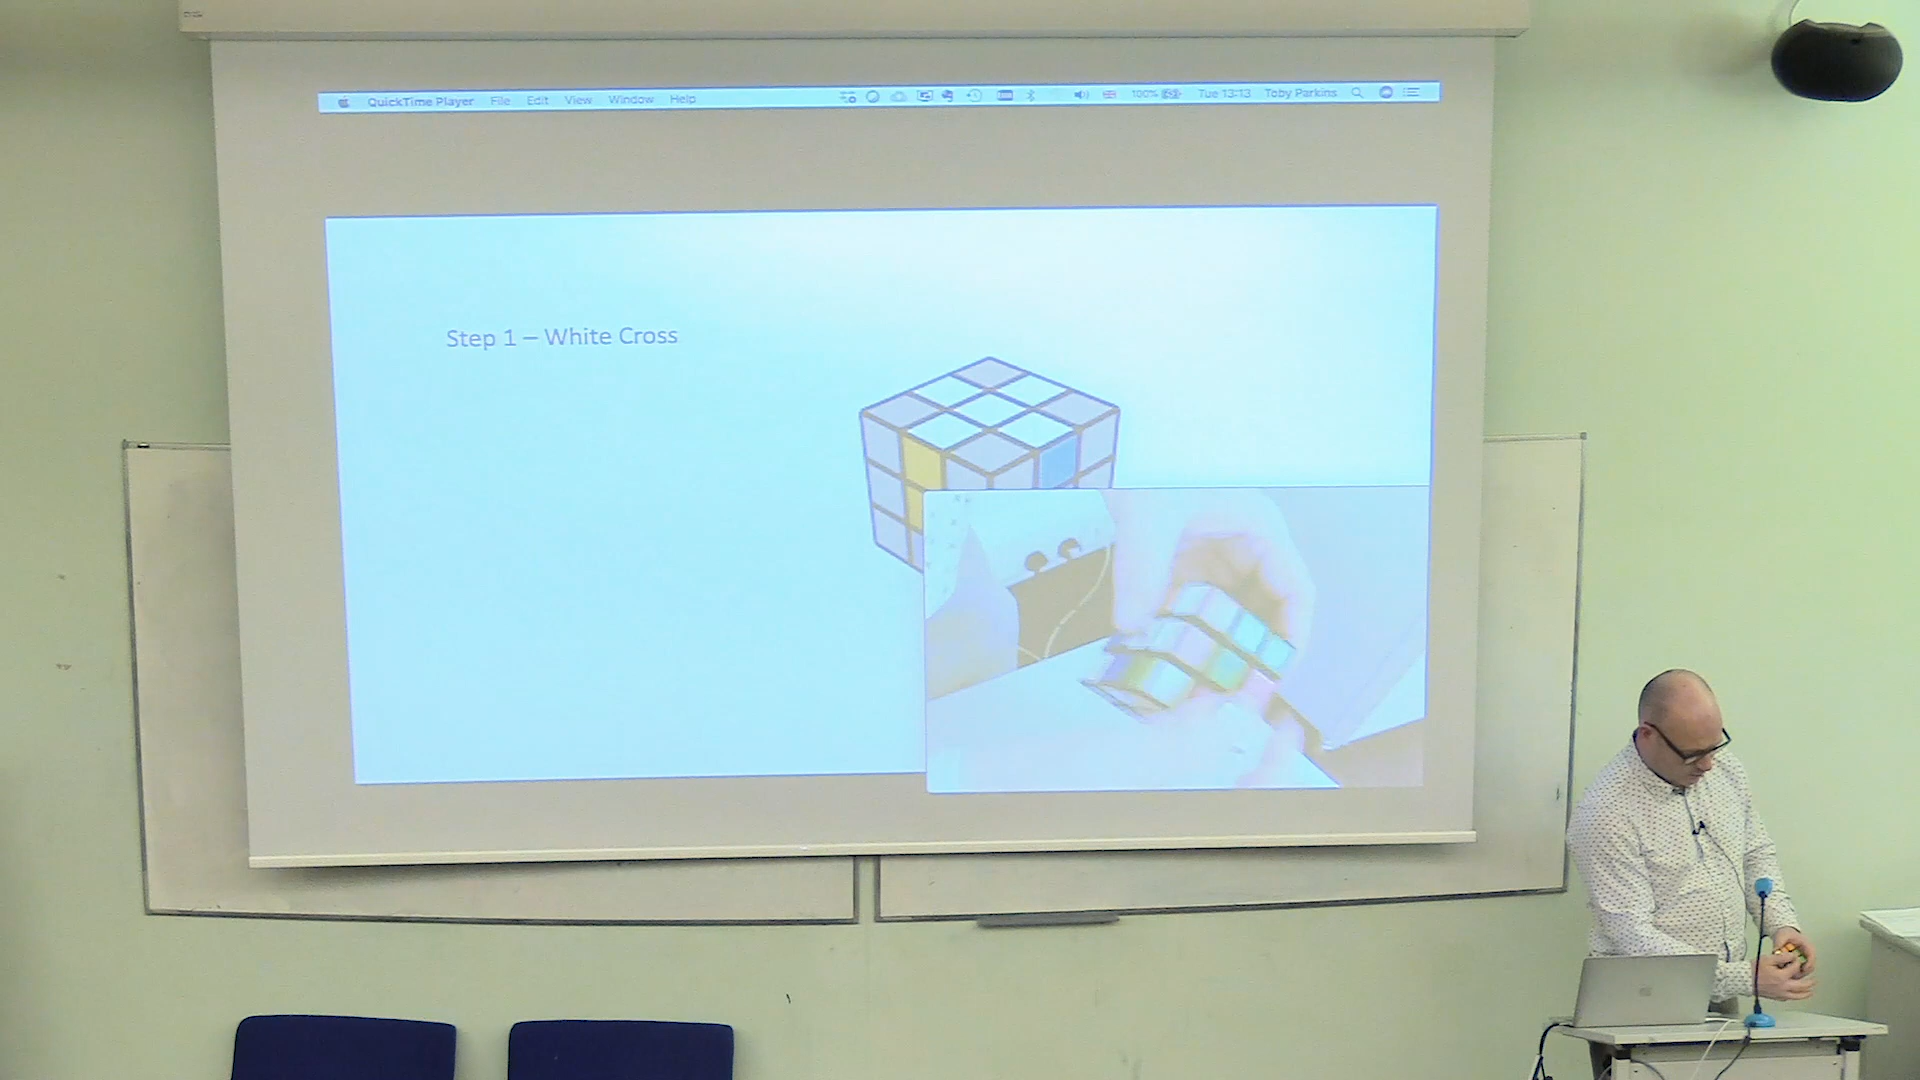 QuickTime Player File Edit View Window Help 100% Tue 13:13 Toby Parkins
Step 1 – White Cross